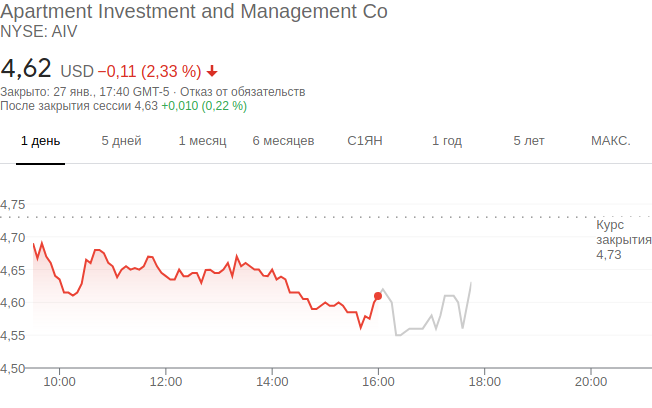 Apartment Investment and Management Co
NYSE: AIV
4,62 USD −0,11 (2,33 %)
Закрыто: 27 янв., 17:40 GMT-5 · Отказ от обязательств
После закрытия сессии 4,63 +0,010 (0,22 %)
1 день 5 дней 1 месяц 6 месяцев С1ЯН 1 год 5 лет МАКС.
4,75
Курс
закрытия
4,73
4,70
4,65
4,60
4,55
4,50
10:00 12:00 14:00 16:00 18:00 20:00